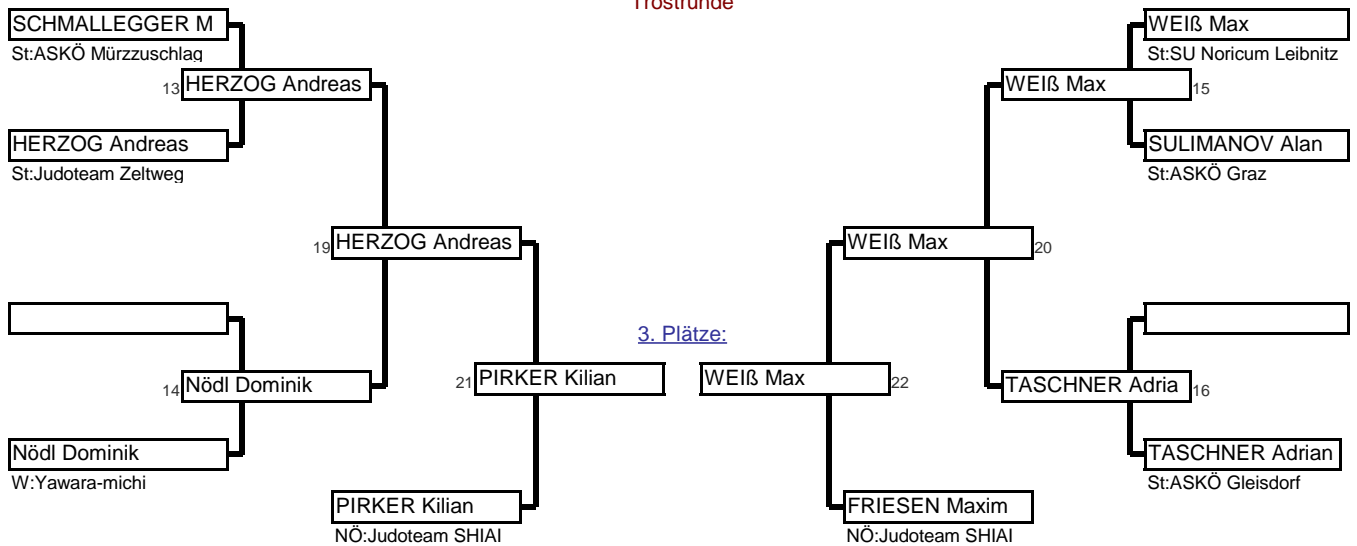 Trostrunde
SCHMALLEGGER M
St:ASKÖ Mürzzuschlag
13 HERZOG Andreas
HERZOG Andreas
St:Judoteam Zeltweg
19 HERZOG Andreas
14 Nödl Dominik
Nödl Dominik
W:Yawara-michi
21 PIRKER Kilian
PIRKER Kilian
NÖ:Judoteam SHIAI
3. Plätze:
WEIß Max
St:SU Noricum Leibnitz
WEIß Max 15
SULIMANOV Alan
St:ASKÖ Graz
WEIß Max 20
WEIß Max 22
TASCHNER Adria 16
TASCHNER Adrian
St:ASKÖ Gleisdorf
FRIESEN Maxim
NÖ:Judoteam SHIAI